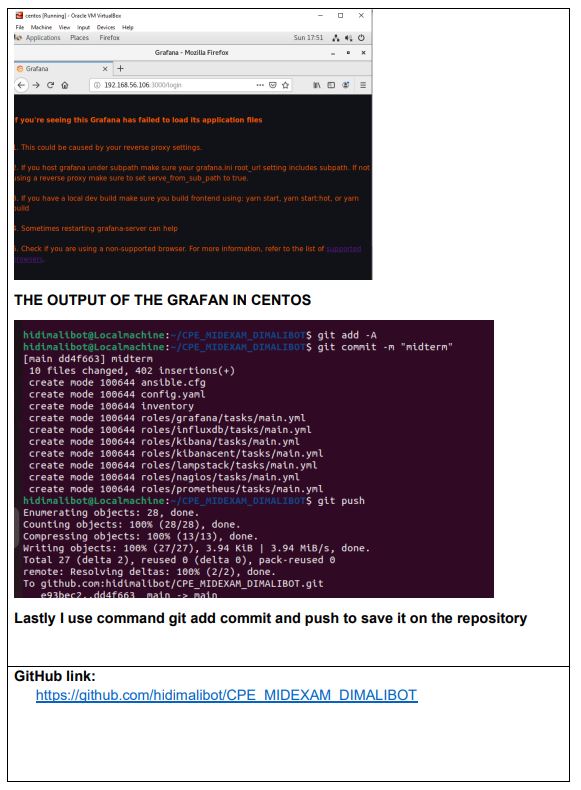 centos [Running] - Oracle VM VirtualBox
File Machine View Input Devices Help
Applications Places Firefox Sun 17:51
Grafana - Mozilla Firefox
Grafana
192.168.56.106:3000/login
f you're seeing this Grafana has failed to load its application files
. This could be caused by your reverse proxy settings.
2. If you host grafana under subpath make sure your grafana.ini root_url setting includes subpath. If not
using a reverse proxy make sure to set serve_from_sub_path to true.
3. If you have a local dev build make sure you build frontend using: yarn start, yarn start:hot, or yarn
build
4. Sometimes restarting grafana-server can help
5. Check if you are using a non-supported browser. For more information, refer to the list of supported
browsers.
THE OUTPUT OF THE GRAFAN IN CENTOS
hidimalibot@Localmachine:~/CPE_MIDEXAM_DIMALIBOT$ git add -A
hidimalibot@Localmachine:~/CPE_MIDEXAM_DIMALIBOT$ git commit -m "midterm"
[main dd4f663] midterm
10 files changed, 402 insertions(+)
create mode 100644 ansible.cfg
create mode 100644 config.yaml
create mode 100644 inventory
create mode 100644 roles/grafana/tasks/main.yml
create mode 100644 roles/influxdb/tasks/main.yml
create mode 100644 roles/kibana/tasks/main.yml
create mode 100644 roles/kibanacent/tasks/main.yml
create mode 100644 roles/lampstack/tasks/main.yml
create mode 100644 roles/nagios/tasks/main.yml
create mode 100644 roles/prometheus/tasks/main.yml
hidimalibot@Localmachine:~/CPE_MIDEXAM_DIMALIBOT$ git push
Enumerating objects: 28, done.
Counting objects: 100% (28/28), done.
Compressing objects: 100% (13/13), done.
Writing objects: 100% (27/27), 3.94 KiB | 3.94 MiB/s, done.
Total 27 (delta 2), reused 0 (delta 0), pack-reused 0
remote: Resolving deltas: 100% (2/2), done.
To github.com:hidimalibot/CPE_MIDEXAM_DIMALIBOT.git
e93bec2..dd4f663 main -> main
Lastly I use command git add commit and push to save it on the repository
GitHub link:
https://github.com/hidimalibot/CPE_MIDEXAM_DIMALIBOT